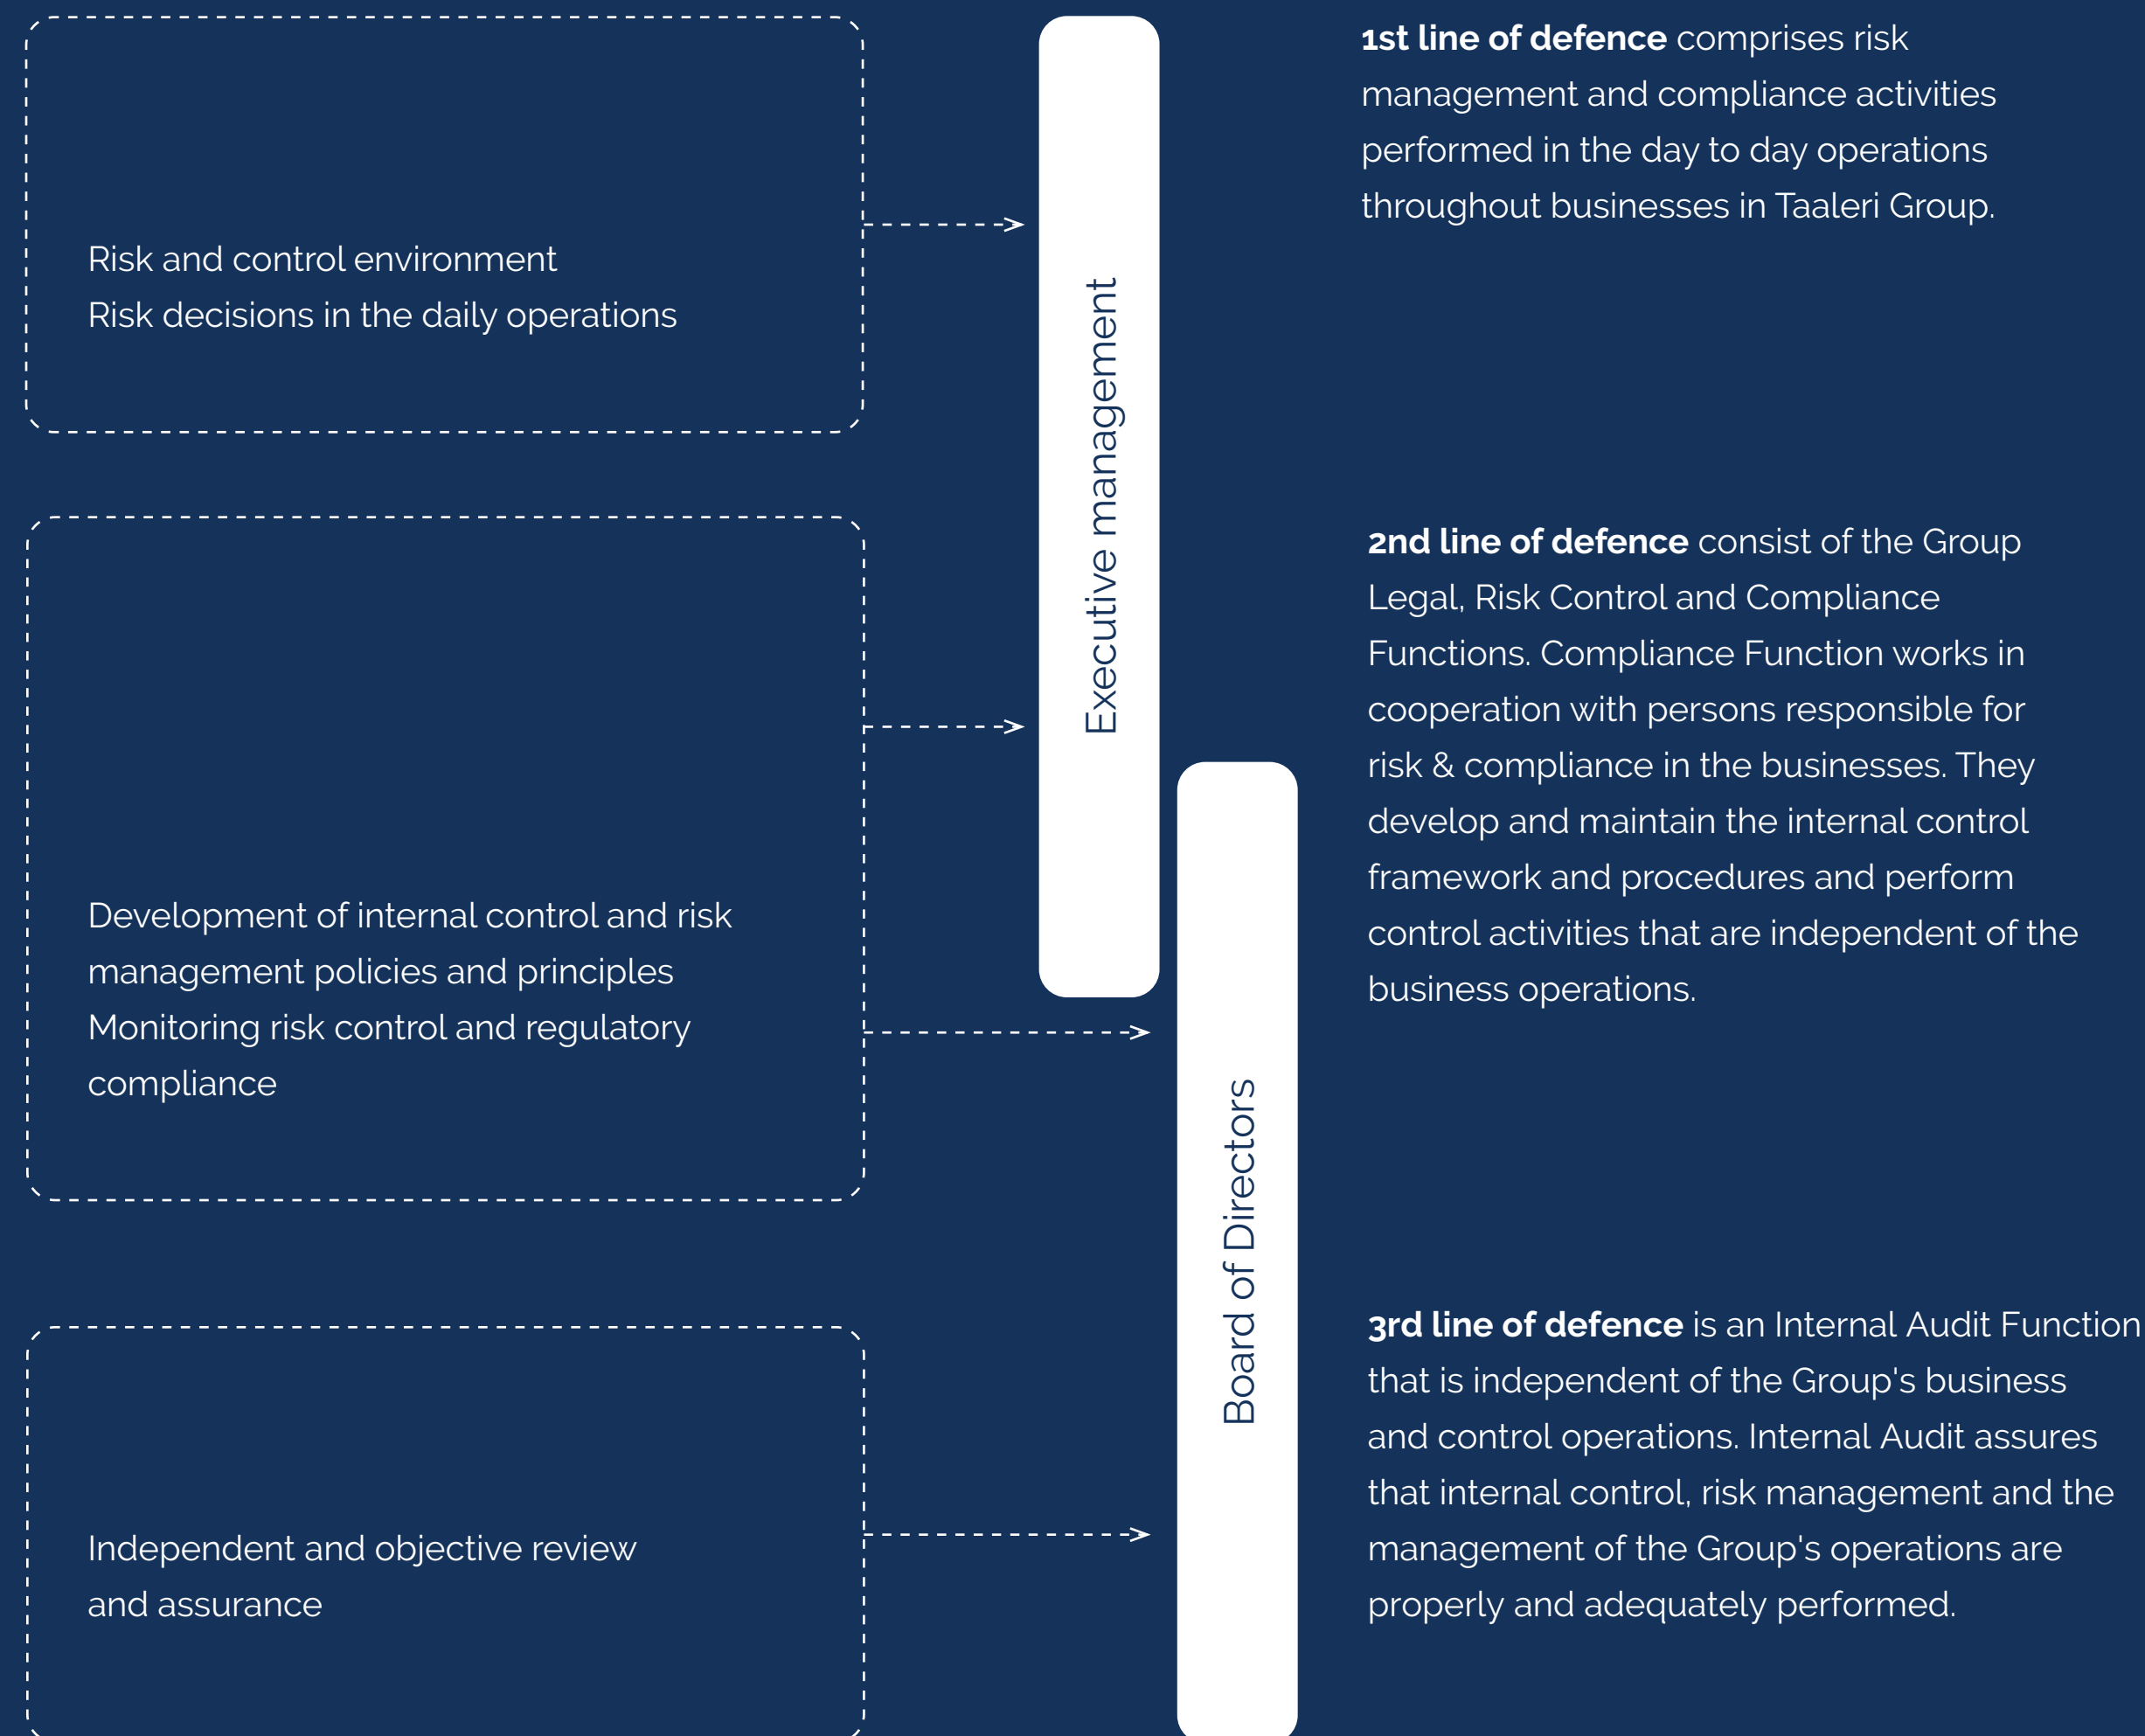 Risk and control environment
Risk decisions in the daily operations
Development of internal control and risk
management policies and principles
Monitoring risk control and regulatory
compliance
Independent and objective review
and assurance
Executive management
Board of Directors
1st line of defence comprises risk
management and compliance activities
performed in the day to day operations
throughout businesses in Taaleri Group.
2nd line of defence consist of the Group
Legal, Risk Control and Compliance
Functions. Compliance Function works in
cooperation with persons responsible for
risk & compliance in the businesses. They
develop and maintain the internal control
framework and procedures and perform
control activities that are independent of the
business operations.
3rd line of defence is an Internal Audit Function
that is independent of the Group's business
and control operations. Internal Audit assures
that internal control, risk management and the
management of the Group's operations are
properly and adequately performed.